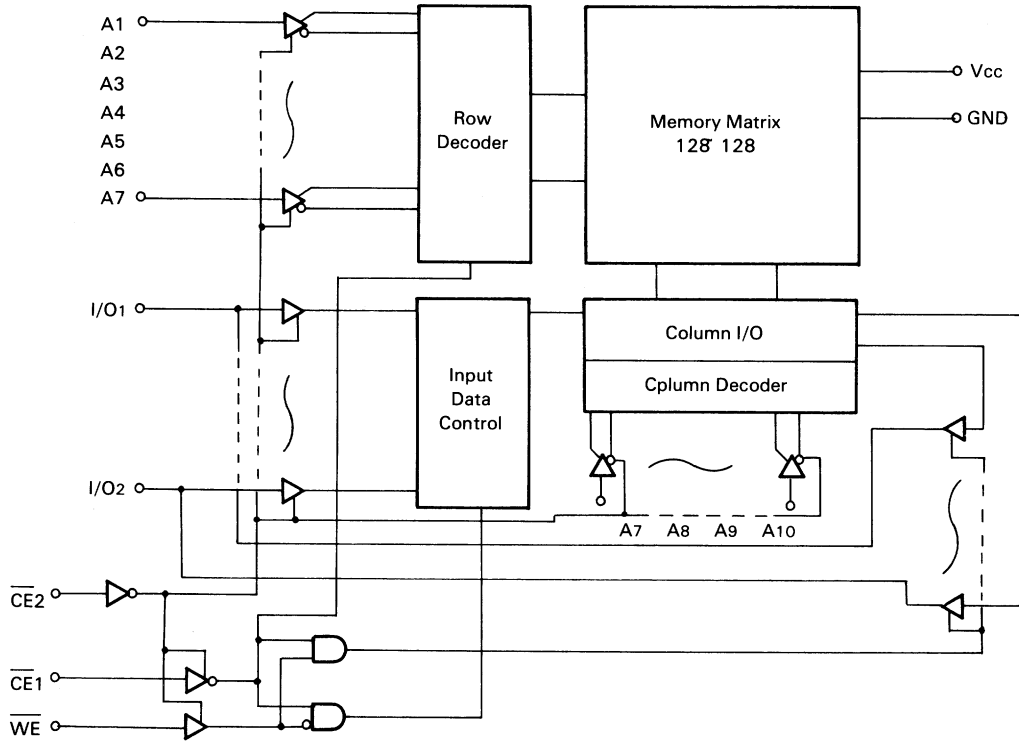 A1
A2
A3
A4
A5
A6
A7
Row
Decoder
Memory Matrix
128 128
Vcc
GND
I/O1
Input
Data
Control
Column I/O
Cplumn Decoder
I/O2
A7 A8 A9 A10
CE2
CE1
WE